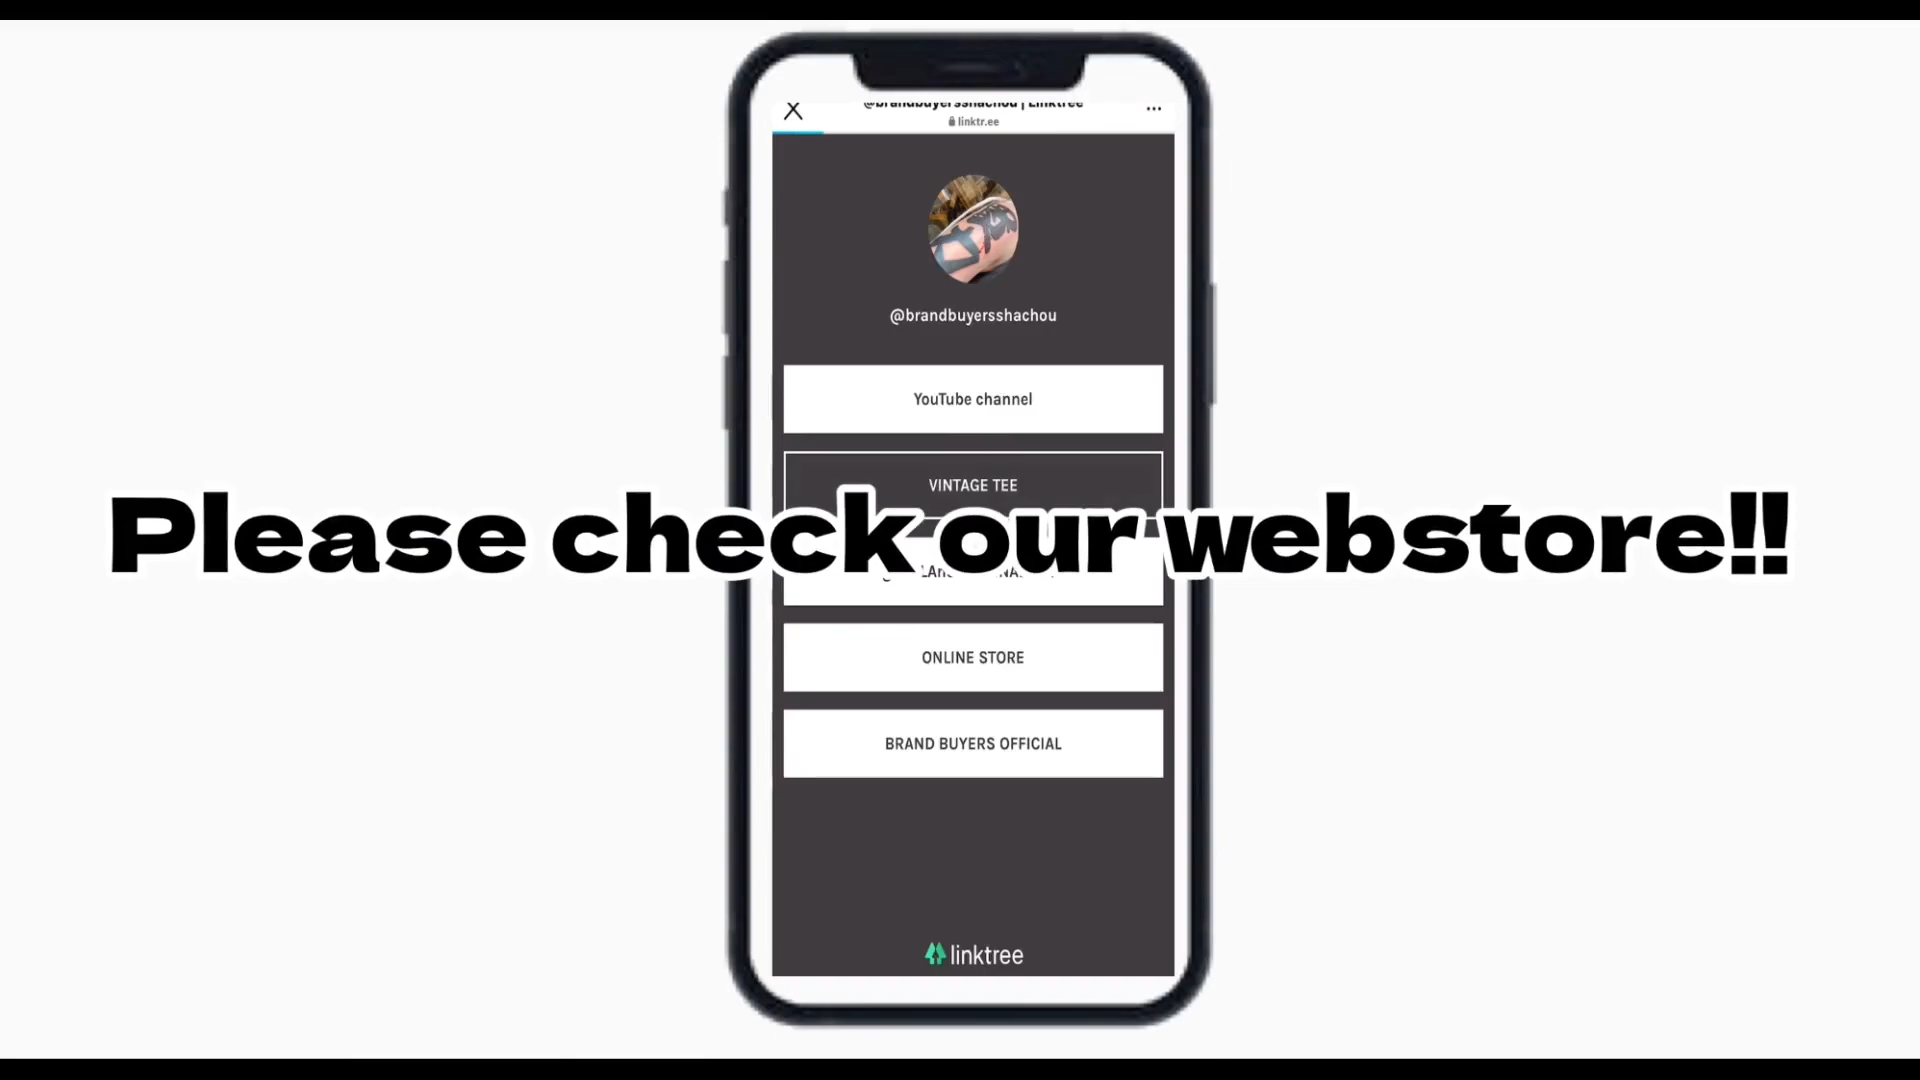 @brandbuyersshachou | Linktree
linktr.ee
@brandbuyersshachou
YouTube channel
VINTAGE TEE
Please check our webstore!!
ONLINE STORE
BRAND BUYERS OFFICIAL
linktree